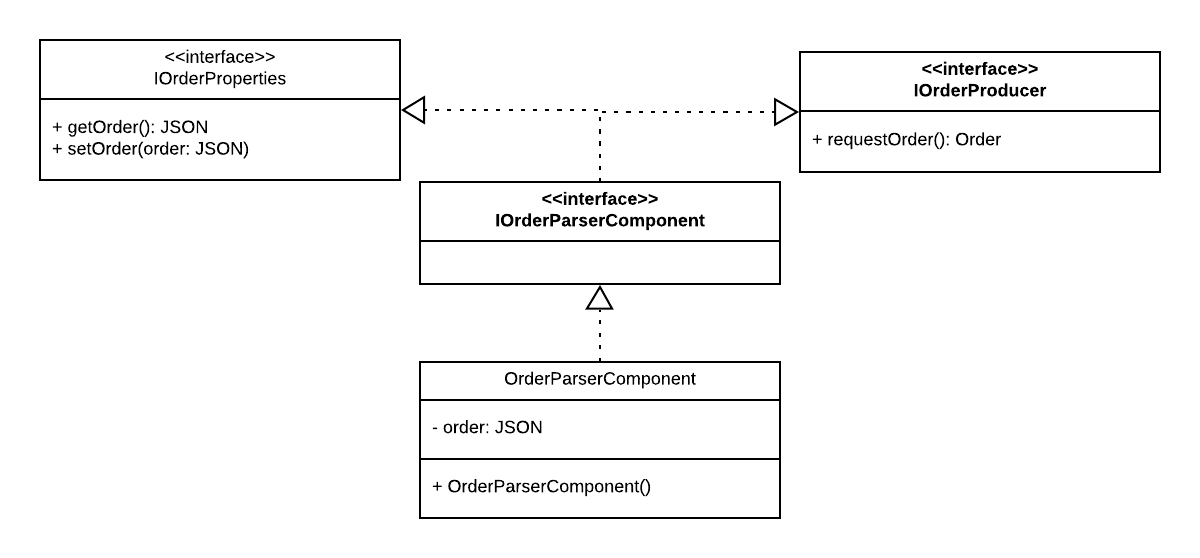 <<interface>>
IOrderProperties
+ getOrder(): JSON
+ setOrder(order: JSON)
<<interface>>
IOrderProducer
+ requestOrder(): Order
<<interface>>
IOrderParserComponent
OrderParserComponent
- order: JSON
+ OrderParserComponent()